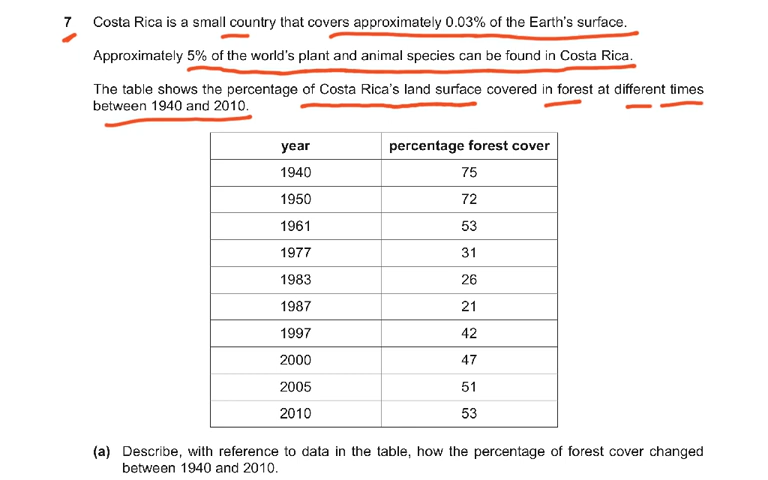 7 Costa Rica is a small country that covers approximately 0.03% of the Earth's surface.
Approximately 5% of the world's plant and animal species can be found in Costa Rica.
The table shows the percentage of Costa Rica's land surface covered in forest at different times
between 1940 and 2010.
year percentage forest cover
1940 75
1950 72
1961 53
1977 31
1983 26
1987 21
1997 42
2000 47
2005 51
2010 53
(a) Describe, with reference to data in the table, how the percentage of forest cover changed
between 1940 and 2010.